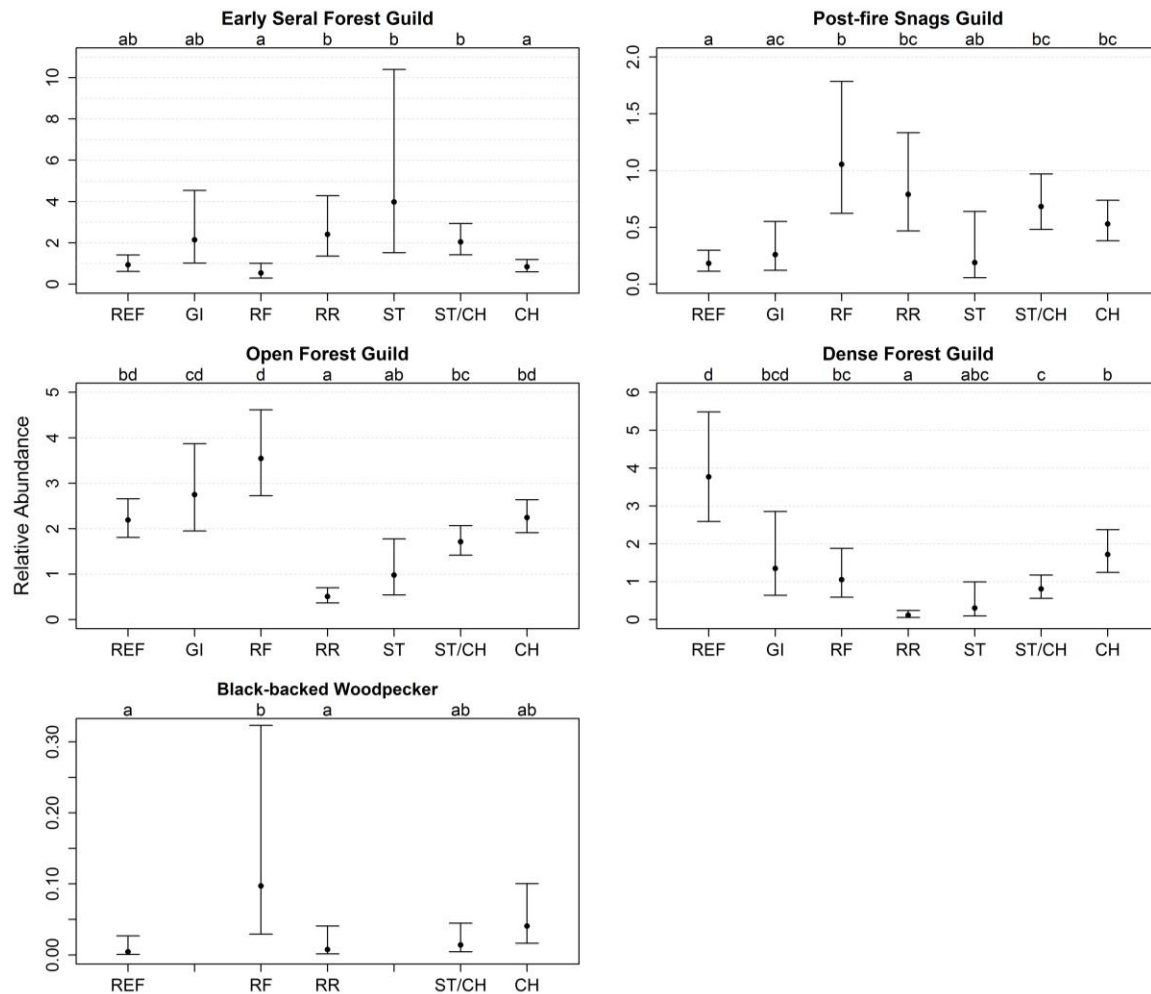 Early Seral Forest Guild
ab ab a b b b a
0 2 4 6 8 10
REF GI RF RR ST ST/CH CH
Post-fire Snags Guild
a ac b bc ab bc bc
0.0 0.5 1.0 1.5 2.0
REF GI RF RR ST ST/CH CH
Open Forest Guild
bd cd d a ab bc bd
Relative Abundance
0 1 2 3 4 5
REF GI RF RR ST ST/CH CH
Dense Forest Guild
d bcd bc a abc c b
0 1 2 3 4 5 6
REF GI RF RR ST ST/CH CH
Black-backed Woodpecker
a b a ab ab
0.00 0.10 0.20 0.30
REF RF RR ST/CH CH